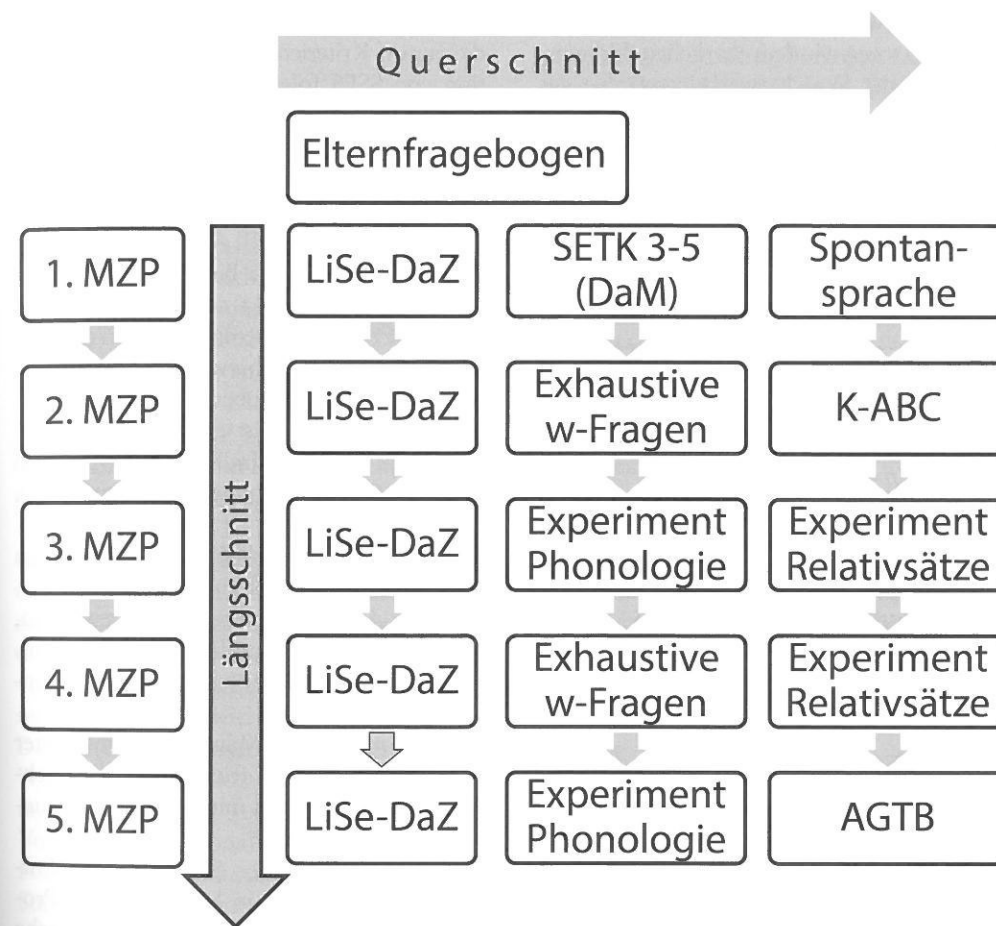 Querschnitt
Elternfragebogen
1. MZP
LiSe-DaZ
SETK 3-5
(DaM)
Spontan-
sprache
2. MZP
LiSe-DaZ
Exhaustive
w-Fragen
K-ABC
Längsschnitt
3. MZP
LiSe-DaZ
Experiment
Phonologie
Experiment
Relativsätze
4. MZP
LiSe-DaZ
Exhaustive
w-Fragen
Experiment
Relativsätze
5. MZP
LiSe-DaZ
Experiment
Phonologie
AGTB